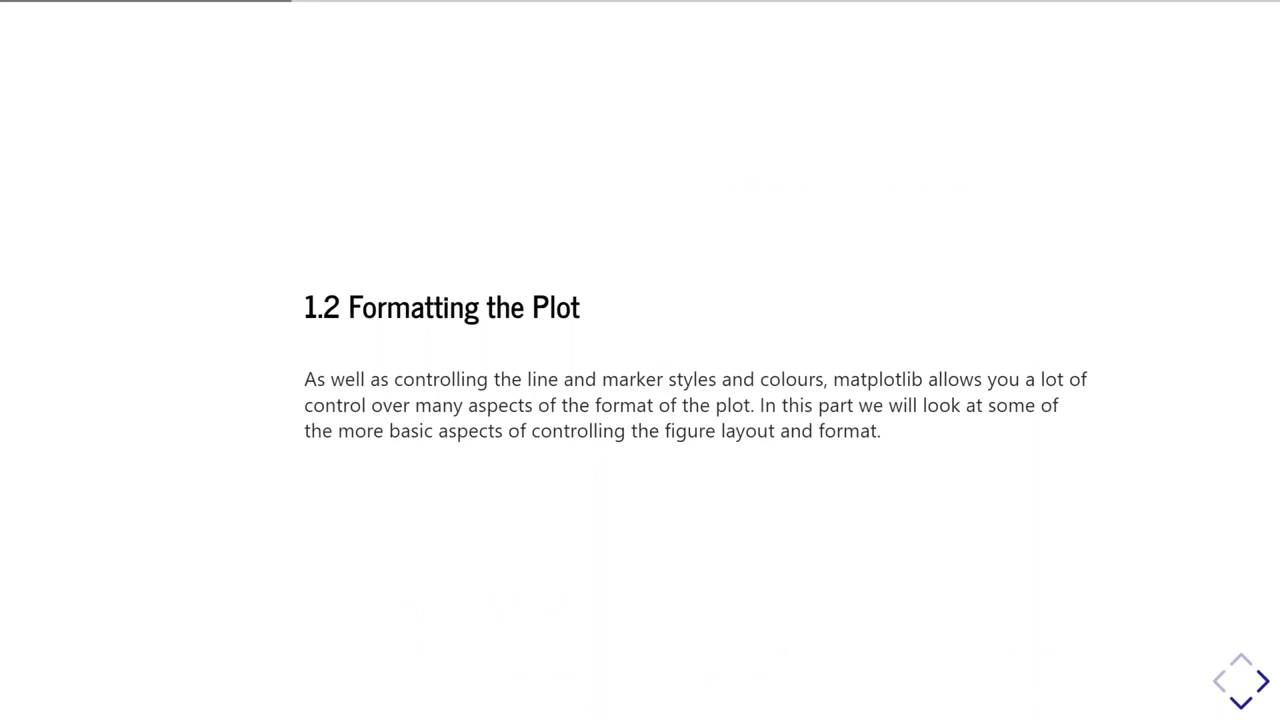 1.2 Formatting the Plot
As well as controlling the line and marker styles and colours, matplotlib allows you a lot of
control over many aspects of the format of the plot. In this part we will look at some of
the more basic aspects of controlling the figure layout and format.